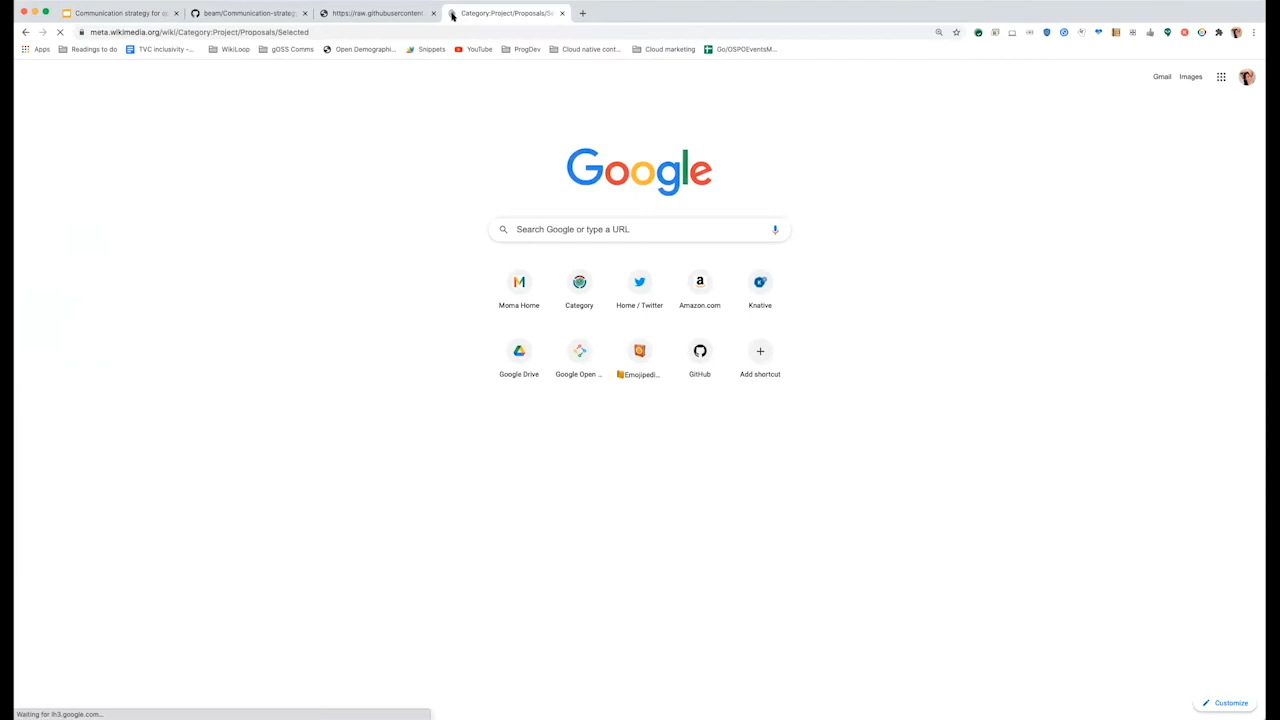 Communication strategy for op
beam/Communication-strategy
https://raw.githubusercontent
Category:Project/Proposals/Se
meta.wikimedia.org/wiki/Category:Project/Proposals/Selected
Apps
Readings to do
TVC inclusivity -...
WikiLoop
gOSS Comms
Open Demographi...
Snippets
YouTube
ProgDev
Cloud native cont...
Cloud marketing
Go/OSPOEventsM...
Gmail
Images
Google
Search Google or type a URL
Moma Home
Category
Home / Twitter
Amazon.com
Knative
Google Drive
Google Open ...
Emojipedi...
GitHub
Add shortcut
Waiting for lh3.google.com...
Customize